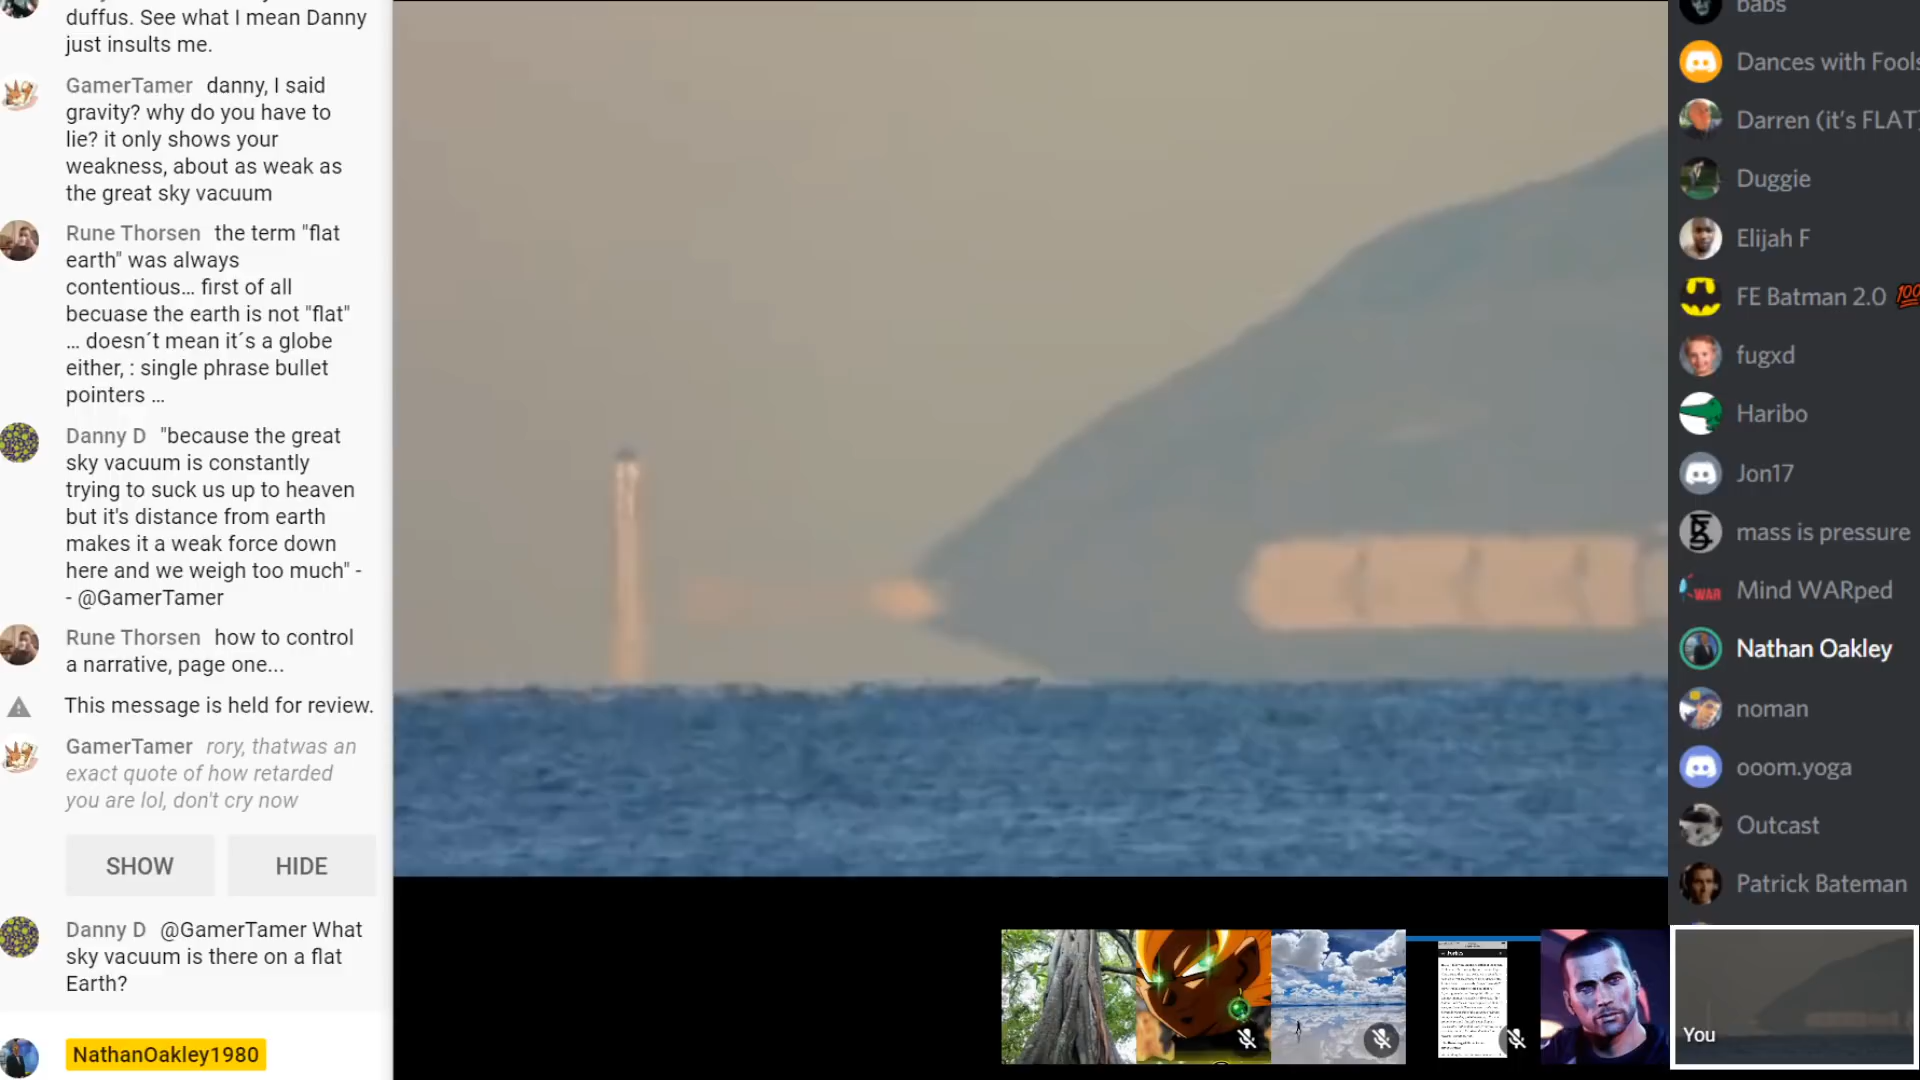 duffus. See what I mean Danny
just insults me.
GamerTamer danny, I said
gravity? why do you have to
lie? it only shows your
weakness, about as weak as
the great sky vacuum
Rune Thorsen the term "flat
earth" was always
contentious... first of all
becuase the earth is not "flat"
... doesn´t mean it´s a globe
either, : single phrase bullet
pointers ...
Danny D "because the great
sky vacuum is constantly
trying to suck us up to heaven
but it's distance from earth
makes it a weak force down
here and we weigh too much" -
- @GamerTamer
Rune Thorsen how to control
a narrative, page one...
This message is held for review.
GamerTamer rory, thatwas an
exact quote of how retarded
you are lol, don't cry now
SHOW HIDE
Danny D @GamerTamer What
sky vacuum is there on a flat
Earth?
NathanOakley1980
babs
Dances with Fools
Darren (it's FLAT)
Duggie
Elijah F
FE Batman 2.0 100
fugxd
Haribo
Jon17
mass is pressure
WAR
Mind WARped
Nathan Oakley
noman
ooom.yoga
Outcast
Patrick Bateman
You